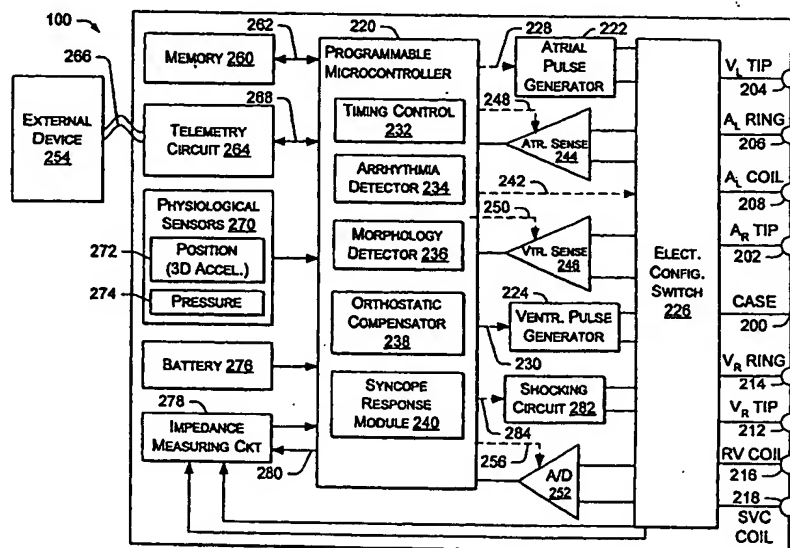 100
266
EXTERNAL
DEVICE
254
MEMORY 260
262
TELEMETRY
CIRCUIT 264
268
PHYSIOLOGICAL
SENSORS 270
272
POSITION
(3D ACCEL.)
274
PRESSURE
BATTERY 276
278
IMPEDANCE
MEASURING CKT
280
220
PROGRAMMABLE
MICROCONTROLLER
TIMING CONTROL
232
ARRHYTHMIA
DETECTOR 234
MORPHOLOGY
DETECTOR 236
ORTHOSTATIC
COMPENSATOR
238
SYNCOPE
RESPONSE
MODULE 240
228
222
ATRIAL
PULSE
GENERATOR
248
ATR. SENSE
244
242
250
VTR. SENSE
246
224
VENTR. PULSE
GENERATOR
230
SHOCKING
CIRCUIT 282
284
256
A/D
252
ELECT.
CONFIG.
SWITCH
226
VL TIP
204
AL RING
206
AL COIL
208
AR TIP
202
CASE
200
VR RING
214
VR TIP
212
RV COIL
216
218
SVC
COIL